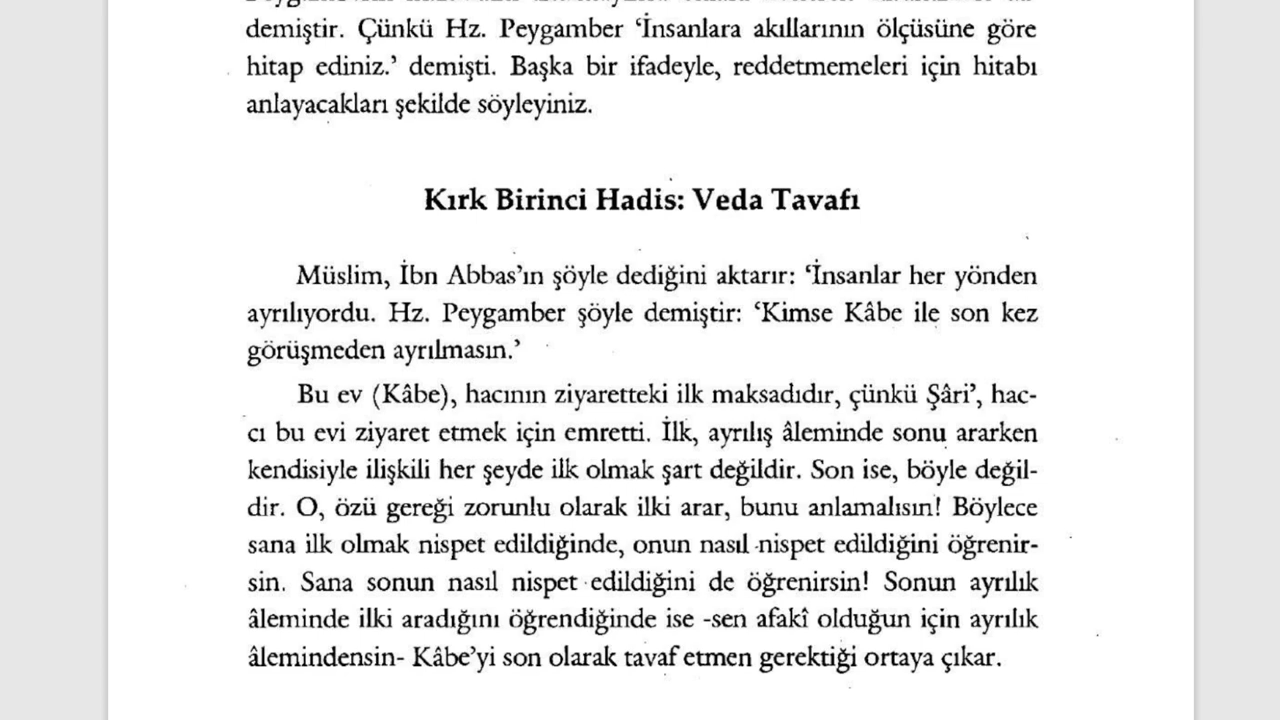 demiştir. Çünkü Hz. Peygamber ‘İnsanlara akıllarının ölçüsüne göre
hitap ediniz.’ demişti. Başka bir ifadeyle, reddetmemeleri için hitabı
anlayacakları şekilde söyleyiniz.
Kırk Birinci Hadis: Veda Tavafı
Müslim, İbn Abbas’ın şöyle dediğini aktarır: ‘İnsanlar her yönden
ayrılıyordu. Hz. Peygamber şöyle demiştir: ‘Kimse Kâbe ile son kez
görüşmeden ayrılmasın.’
Bu ev (Kâbe), hacının ziyaretteki ilk maksadıdır, çünkü Şâri’, hac-
cı bu evi ziyaret etmek için emretti. İlk, ayrılış âleminde sonu ararken
kendisiyle ilişkili her şeyde ilk olmak şart değildir. Son ise, böyle değil-
dir. O, özü gereği zorunlu olarak ilki arar, bunu anlamalısın! Böylece
sana ilk olmak nispet edildiğinde, onun nasıl nispet edildiğini öğrenir-
sin. Sana sonun nasıl nispet edildiğini de öğrenirsin! Sonun ayrılık
âleminde ilki aradığını öğrendiğinde ise -sen afakî olduğun için ayrılık
âlemindensin- Kâbe’yi son olarak tavaf etmen gerektiği ortaya çıkar.